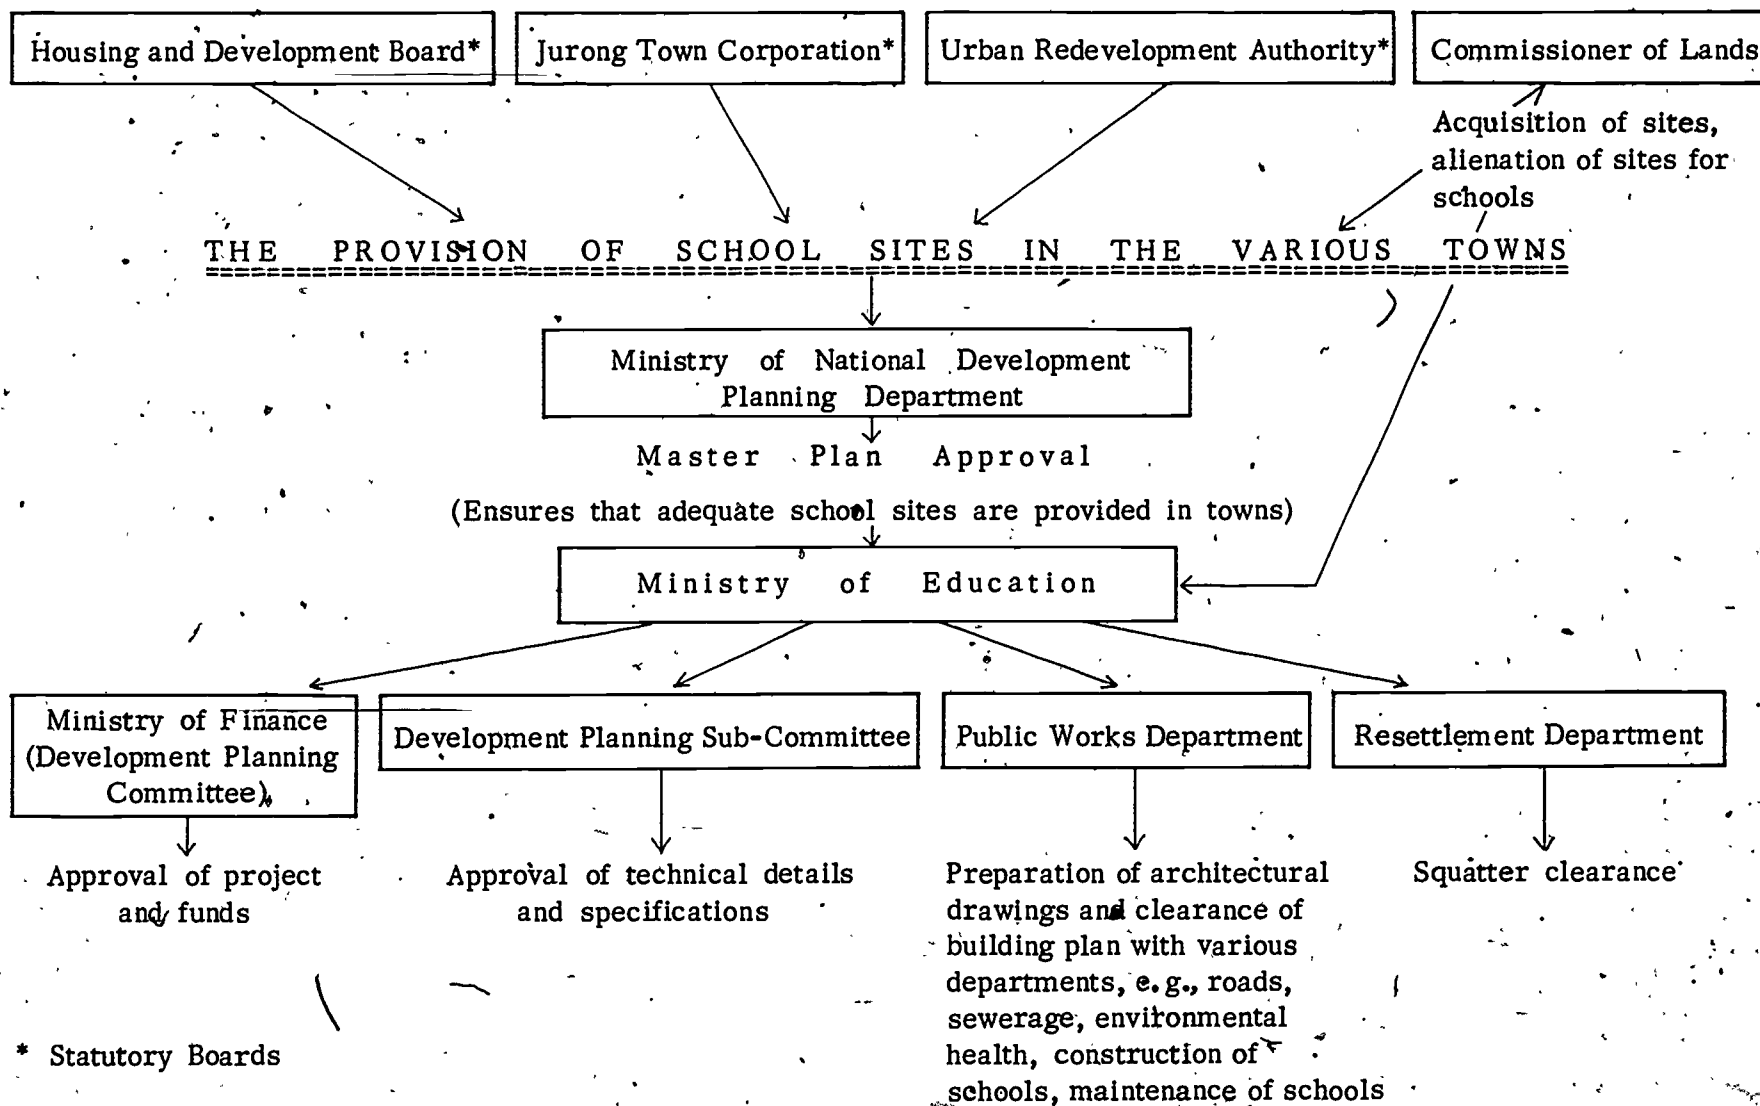 Housing and Development Board*
Jurong Town Corporation*
Urban Redevelopment Authority*
Commissioner of Lands
Acquisition of sites,
alienation of sites for
schools
THE PROVISION OF SCHOOL SITES IN THE VARIOUS TOWNS
Ministry of National Development
Planning Department
Master Plan Approval
(Ensures that adequate school sites are provided in towns)
Ministry of Education
Ministry of Finance
(Development Planning
Committee)
Development Planning Sub-Committee
Public Works Department
Resettlement Department
Approval of project
and funds
Approval of technical details
and specifications
Preparation of architectural
drawings and clearance of
building plan with various
departments, e.g., roads,
sewerage, environmental
health, construction of
schools, maintenance of schools
Squatter clearance
* Statutory Boards